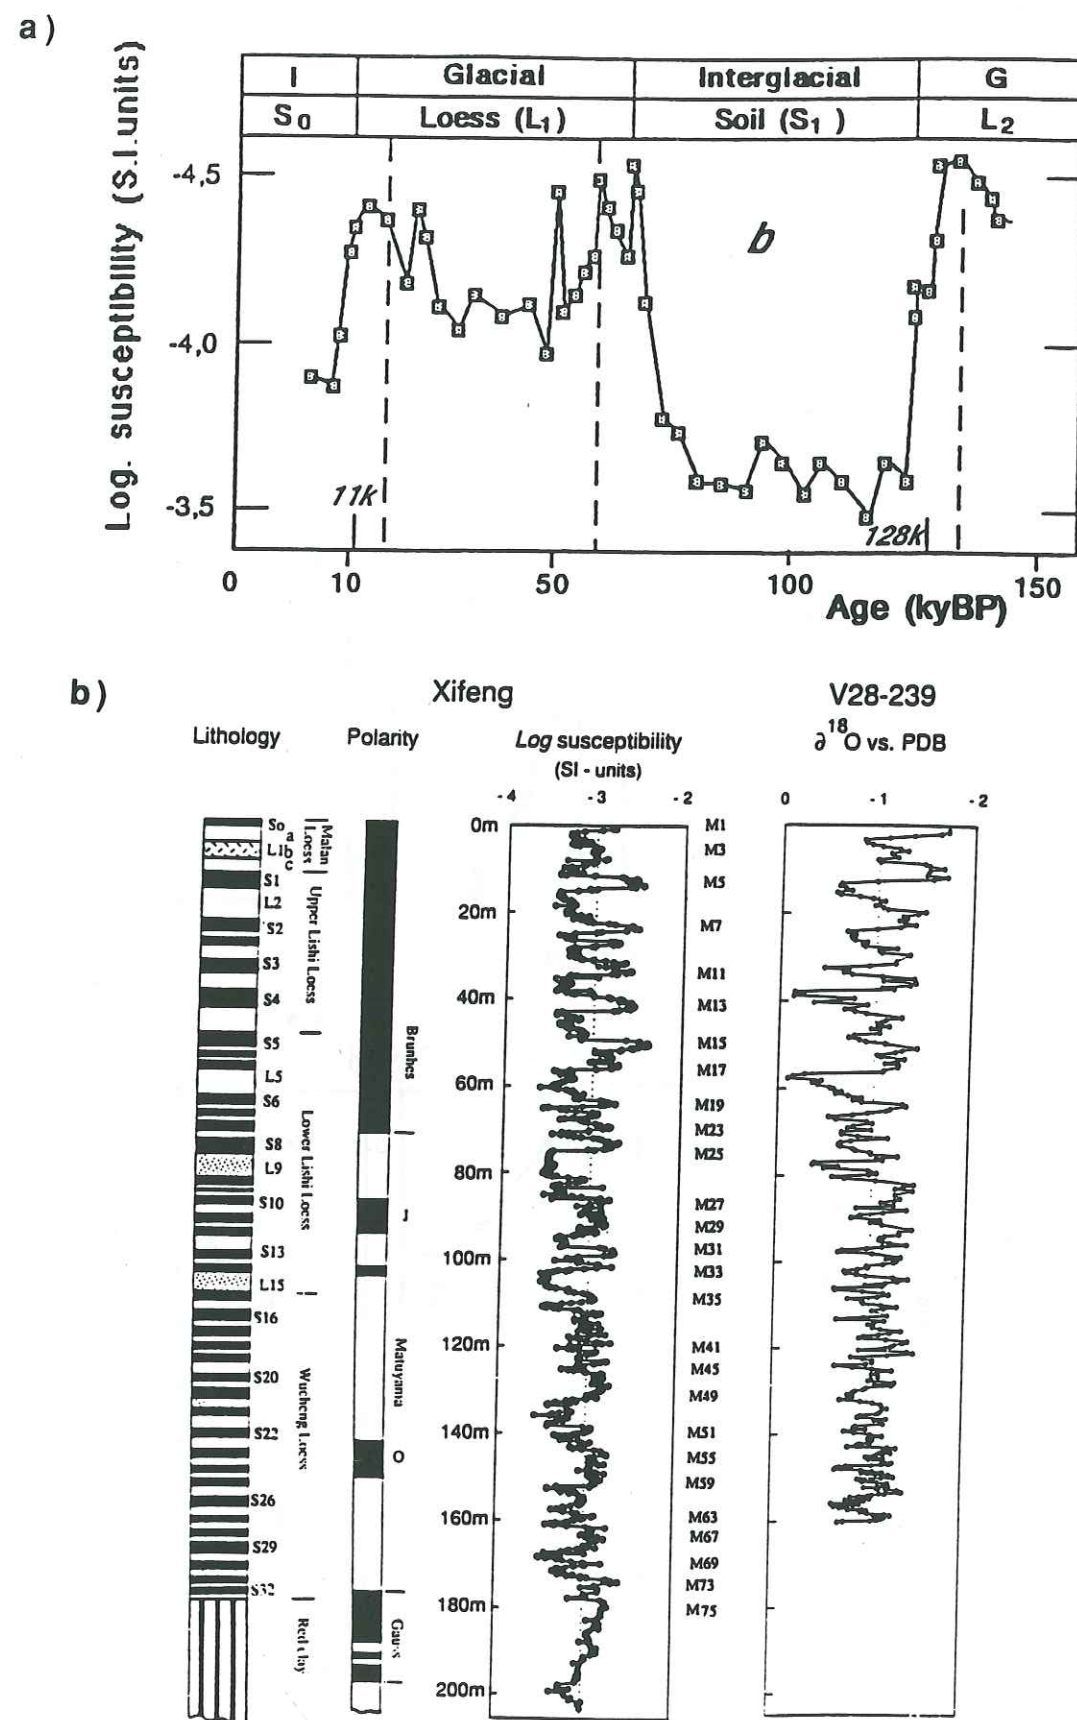 a)
I Glacial Interglacial G
S0 Loess (L1) Soil (S1) L2
Log. susceptibility (S.I.units)
-4,5
-4,0
-3,5
b
11k
128k
0 10 50 100 150
Age (kyBP)
b)
Xifeng V28-239
Lithology Polarity Log susceptibility ∂18O vs. PDB
(SI - units)
-4 -3 -2 0 -1 -2
So
a
L1b
c
S1
L2
S2
S3
S4
S5
L5
S6
S8
L9
S10
S13
L15
S16
S20
S22
S26
S29
S32
Malan
Loess
Upper Lishi Loess
Lower Lishi Loess
Wucheng Loess
Red clay
Brunhes
J
Matuyama
O
Gauss
0m
20m
40m
60m
80m
100m
120m
140m
160m
180m
200m
M1
M3
M5
M7
M11
M13
M15
M17
M19
M23
M25
M27
M29
M31
M33
M35
M41
M45
M49
M51
M55
M59
M63
M67
M69
M73
M75